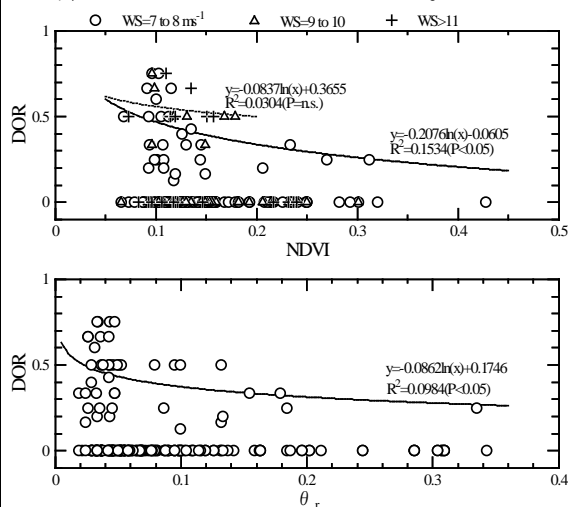 WS=7 to 8 ms-1 WS=9 to 10 WS>11
1
y=-0.0837ln(x)+0.3655
R2=0.0304(P=n.s.)
DOR
0.5
y=-0.2076ln(x)-0.0605
R2=0.1534(P<0.05)
0
0 0.1 0.2 0.3 0.4 0.5
NDVI
1
DOR
0.5
y=-0.0862ln(x)+0.1746
R2=0.0984(P<0.05)
0
0 0.1 0.2 0.3 0.4
θ r